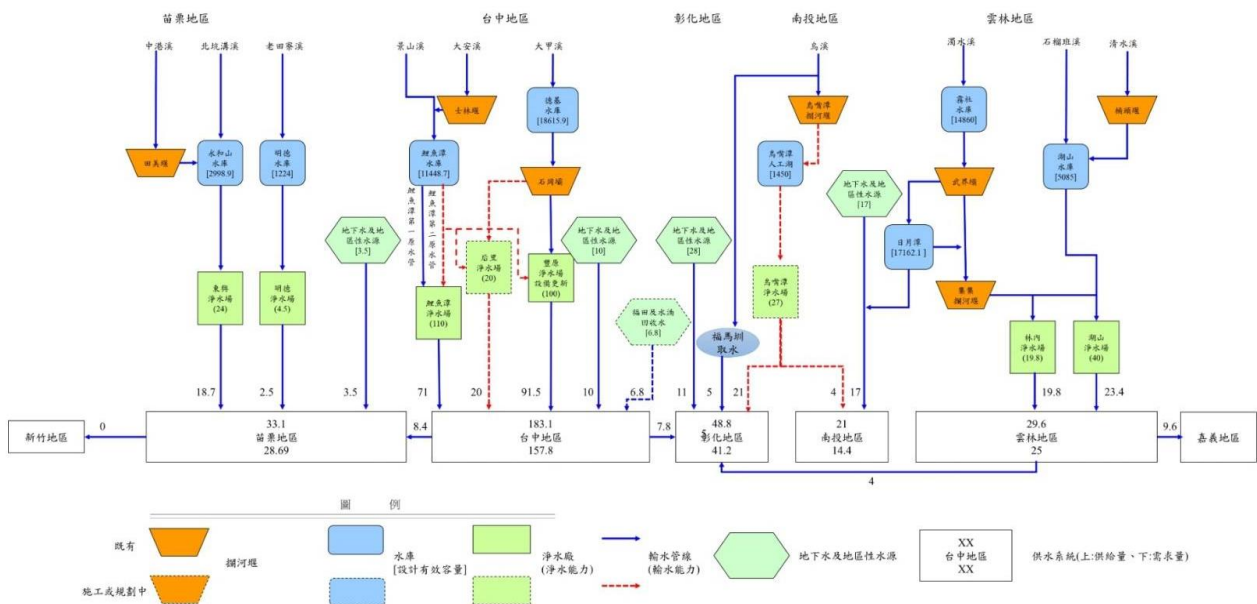 苗栗地區
台中地區
彰化地區
南投地區
雲林地區
中港溪
北坑溝溪
老田寮溪
景山溪
大安溪
大甲溪
烏溪
濁水溪
石榴班溪
清水溪
田美堰
永和山
水庫
[2998.9]
明德
水庫
[1224]
士林堰
鯉魚潭
水庫
[11448.7]
德基
水庫
[18615.9]
石岡壩
烏嘴潭
攔河堰
烏嘴潭
人工湖
[1450]
霧社
水庫
[14860]
桶頭堰
湖山
水庫
[5085]
武界堰
日月潭
[17162.1]
集集
攔河堰
地下水及地
區性水源
[3.5]
鯉魚潭第一原水管
鯉魚潭第二原水管
地下水及地
區性水源
[10]
地下水及地
區性水源
[28]
地下水及地
區性水源
[17]
東興
淨水場
(24)
明德
淨水場
(4.5)
鯉魚潭
淨水場
(110)
后里
淨水場
(20)
豐原
淨水場
設備更新
(100)
福田及水湳
回收水
[6.8]
福馬圳
取水
烏嘴潭
淨水場
(27)
林內
淨水場
(19.8)
湖山
淨水場
(40)
18.7
2.5
3.5
71
20
91.5
10
6.8
11
5
21
4
17
19.8
23.4
新竹地區
0
33.1
苗栗地區
28.69
8.4
183.1
台中地區
157.8
7.8
48.8
5
彰化地區
41.2
21
南投地區
14.4
29.6
雲林地區
25
9.6
嘉義地區
4
圖 例
既有
施工或規劃中
攔河堰
水庫
[設計有效容量]
淨水廠
(淨水能力)
輸水管線
(輸水能力)
地下水及地區性水源
XX
台中地區
XX
供水系統(上:供給量、下:需求量)